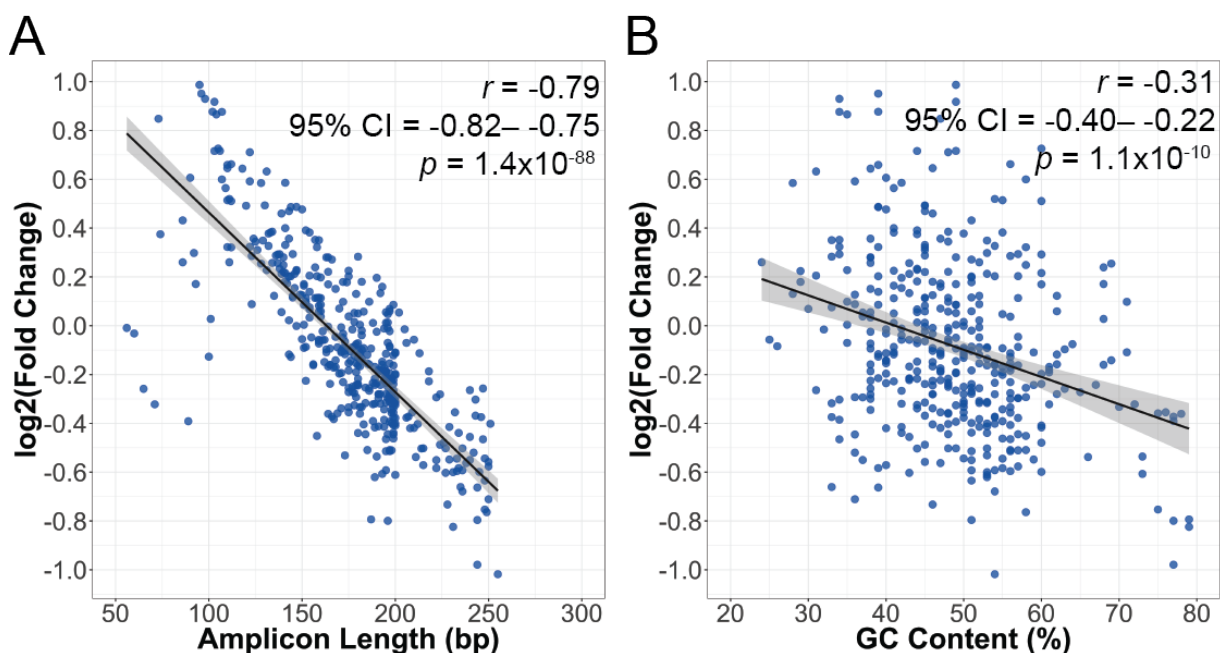 A
B
r = -0.79
95% CI = -0.82– -0.75
p = 1.4x10⁻⁸⁸
log2(Fold Change)
1.0
0.8
0.6
0.4
0.2
0.0
-0.2
-0.4
-0.6
-0.8
-1.0
50 100 150 200 250 300
Amplicon Length (bp)
r = -0.31
95% CI = -0.40– -0.22
p = 1.1x10⁻¹⁰
log2(Fold Change)
1.0
0.8
0.6
0.4
0.2
0.0
-0.2
-0.4
-0.6
-0.8
-1.0
20 30 40 50 60 70 80
GC Content (%)